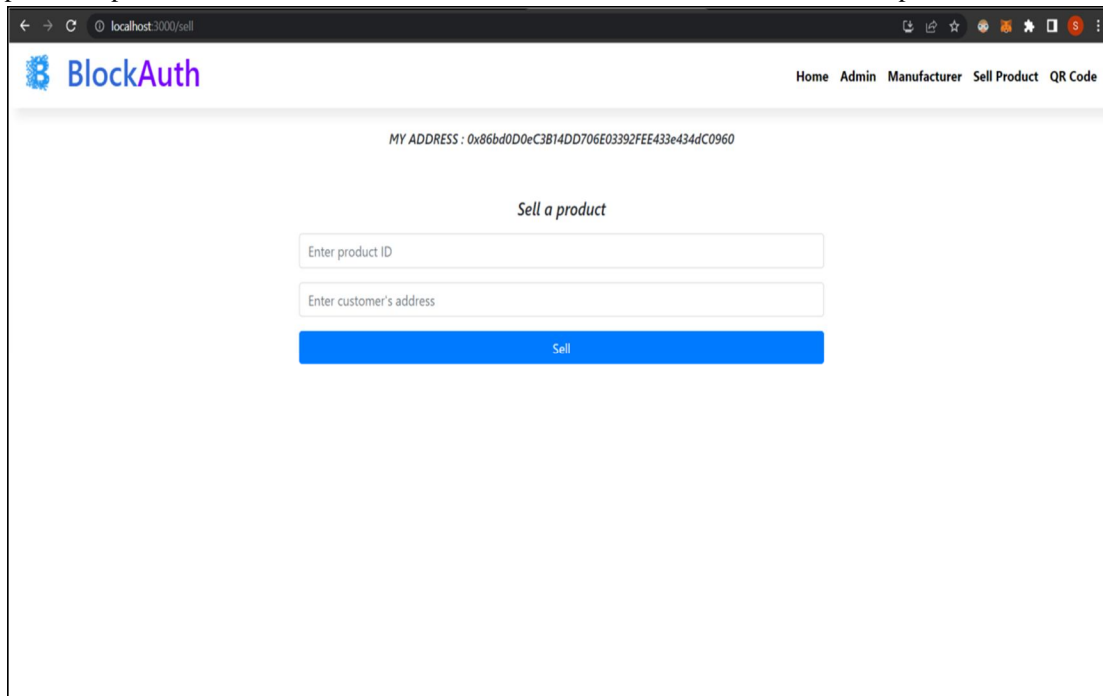 localhost:3000/sell
S
BlockAuth
Home Admin Manufacturer Sell Product QR Code
MY ADDRESS : 0x86bd0D0eC3B14DD706E03392FEE433e434dC0960
Sell a product
Enter product ID
Enter customer's address
Sell